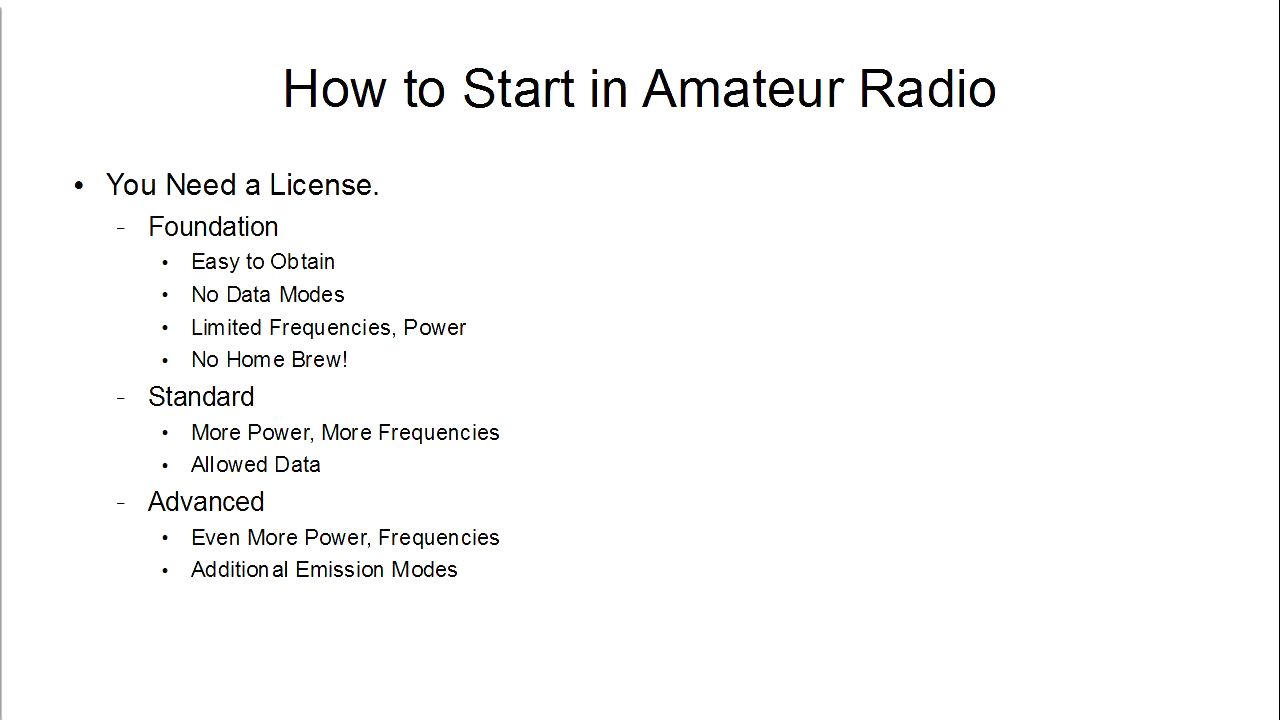 How to Start in Amateur Radio
• You Need a License.
– Foundation
• Easy to Obtain
• No Data Modes
• Limited Frequencies, Power
• No Home Brew!
– Standard
• More Power, More Frequencies
• Allowed Data
– Advanced
• Even More Power, Frequencies
• Additional Emission Modes